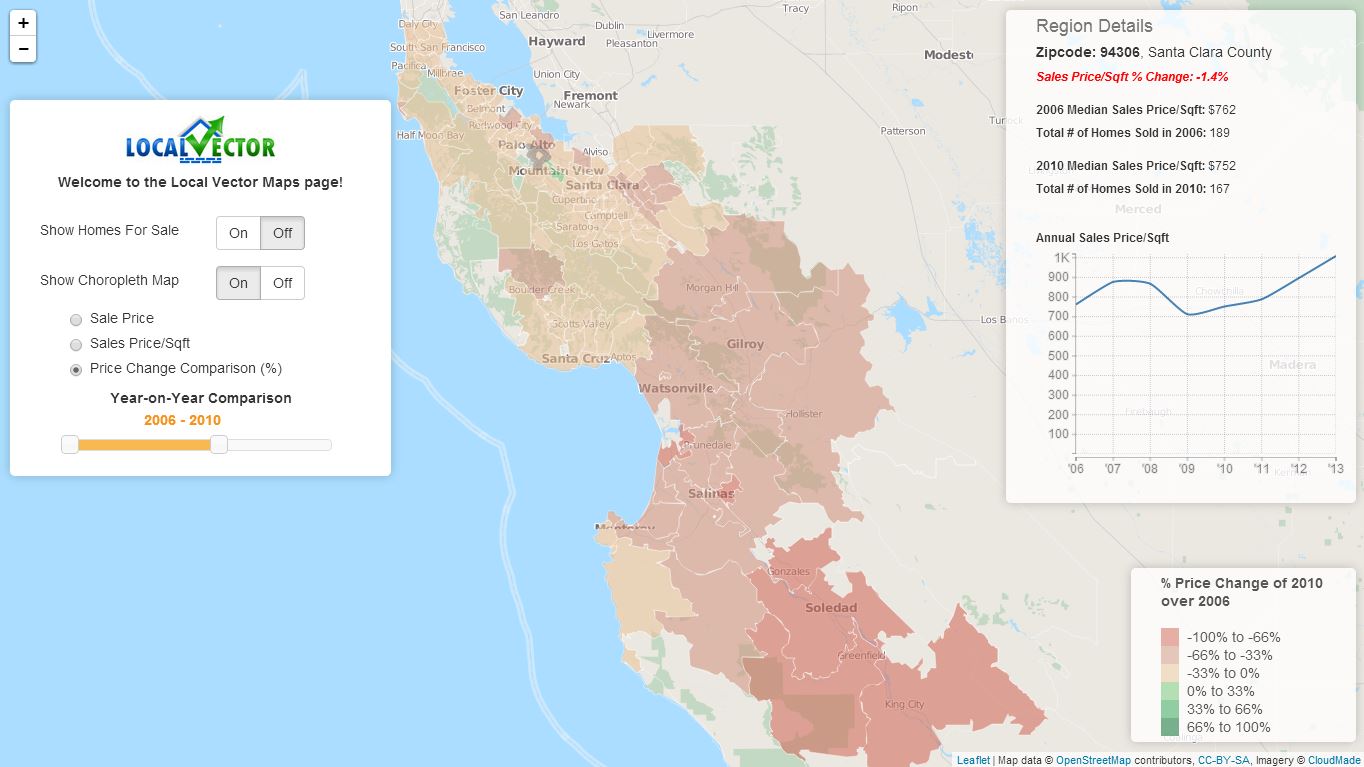 +
−
LOCALVECTOR
Welcome to the Local Vector Maps page!
Show Homes For Sale
On Off
Show Choropleth Map
On Off
Sale Price
Sales Price/Sqft
Price Change Comparison (%)
Year-on-Year Comparison
2006 - 2010
Daly City
South San Francisco
Pacifica
Millbrae
San Leandro
Hayward
Dublin
Pleasanton
Livermore
Tracy
Ripon
Modest
Union City
Foster City
Fremont
Newark
Belmont
Redwood City
Half Moon Bay
Palo Alto
Alviso
Mountain View
Santa Clara
Cupertino
Campbell
Saratoga
Los Gatos
Patterson
Boulder Creek
Morgan Hill
Scotts Valley
Santa Cruz
Aptos
Gilroy
Los Banos
Watsonville
Hollister
Prunedale
Salinas
Monterey
Gonzales
Soledad
Greenfield
King City
Region Details
Zipcode: 94306, Santa Clara County
Sales Price/Sqft % Change: -1.4%
2006 Median Sales Price/Sqft: $762
Total # of Homes Sold in 2006: 189
2010 Median Sales Price/Sqft: $752
Total # of Homes Sold in 2010: 167
Merced
Annual Sales Price/Sqft
1K
900
800
700
600
500
400
300
200
100
Chowchilla
Madera
Firebaugh
'06 '07 '08 '09 '10 '11 '12 '13
% Price Change of 2010
over 2006
-100% to -66%
-66% to -33%
-33% to 0%
0% to 33%
33% to 66%
66% to 100%
Coalinga
Leaflet | Map data © OpenStreetMap contributors, CC-BY-SA, Imagery © CloudMade